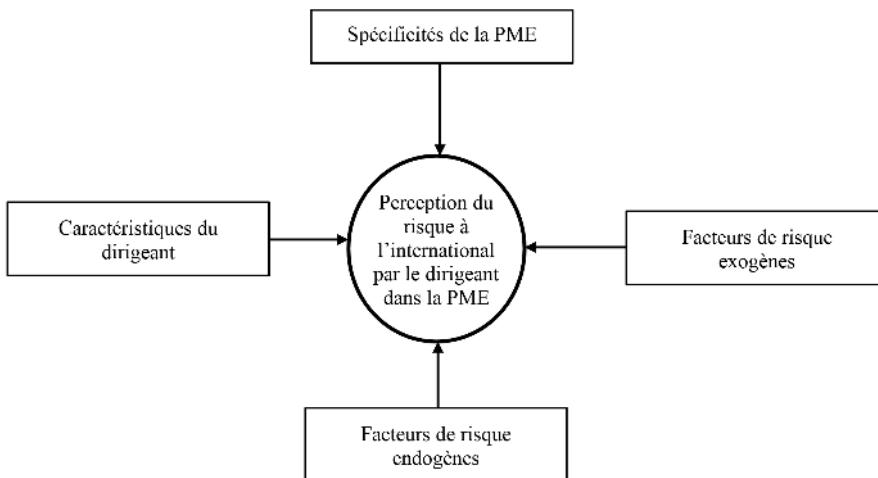 Spécificités de la PME
Caractéristiques du
dirigeant
Perception du
risque à
l'international
par le dirigeant
dans la PME
Facteurs de risque
exogènes
Facteurs de risque
endogènes